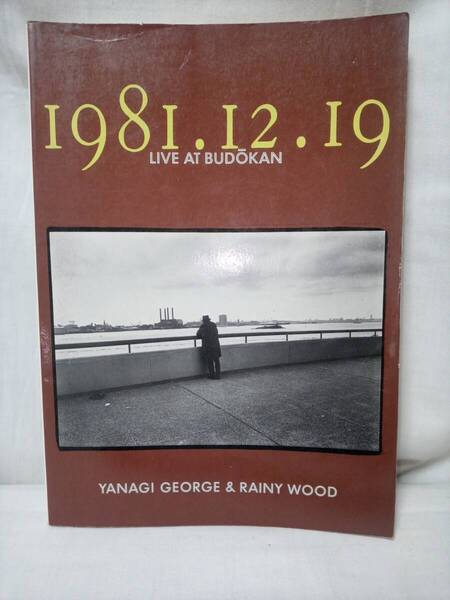 1981.12.19
LIVE AT BUDŌKAN
YANAGI GEORGE & RAINY WOOD